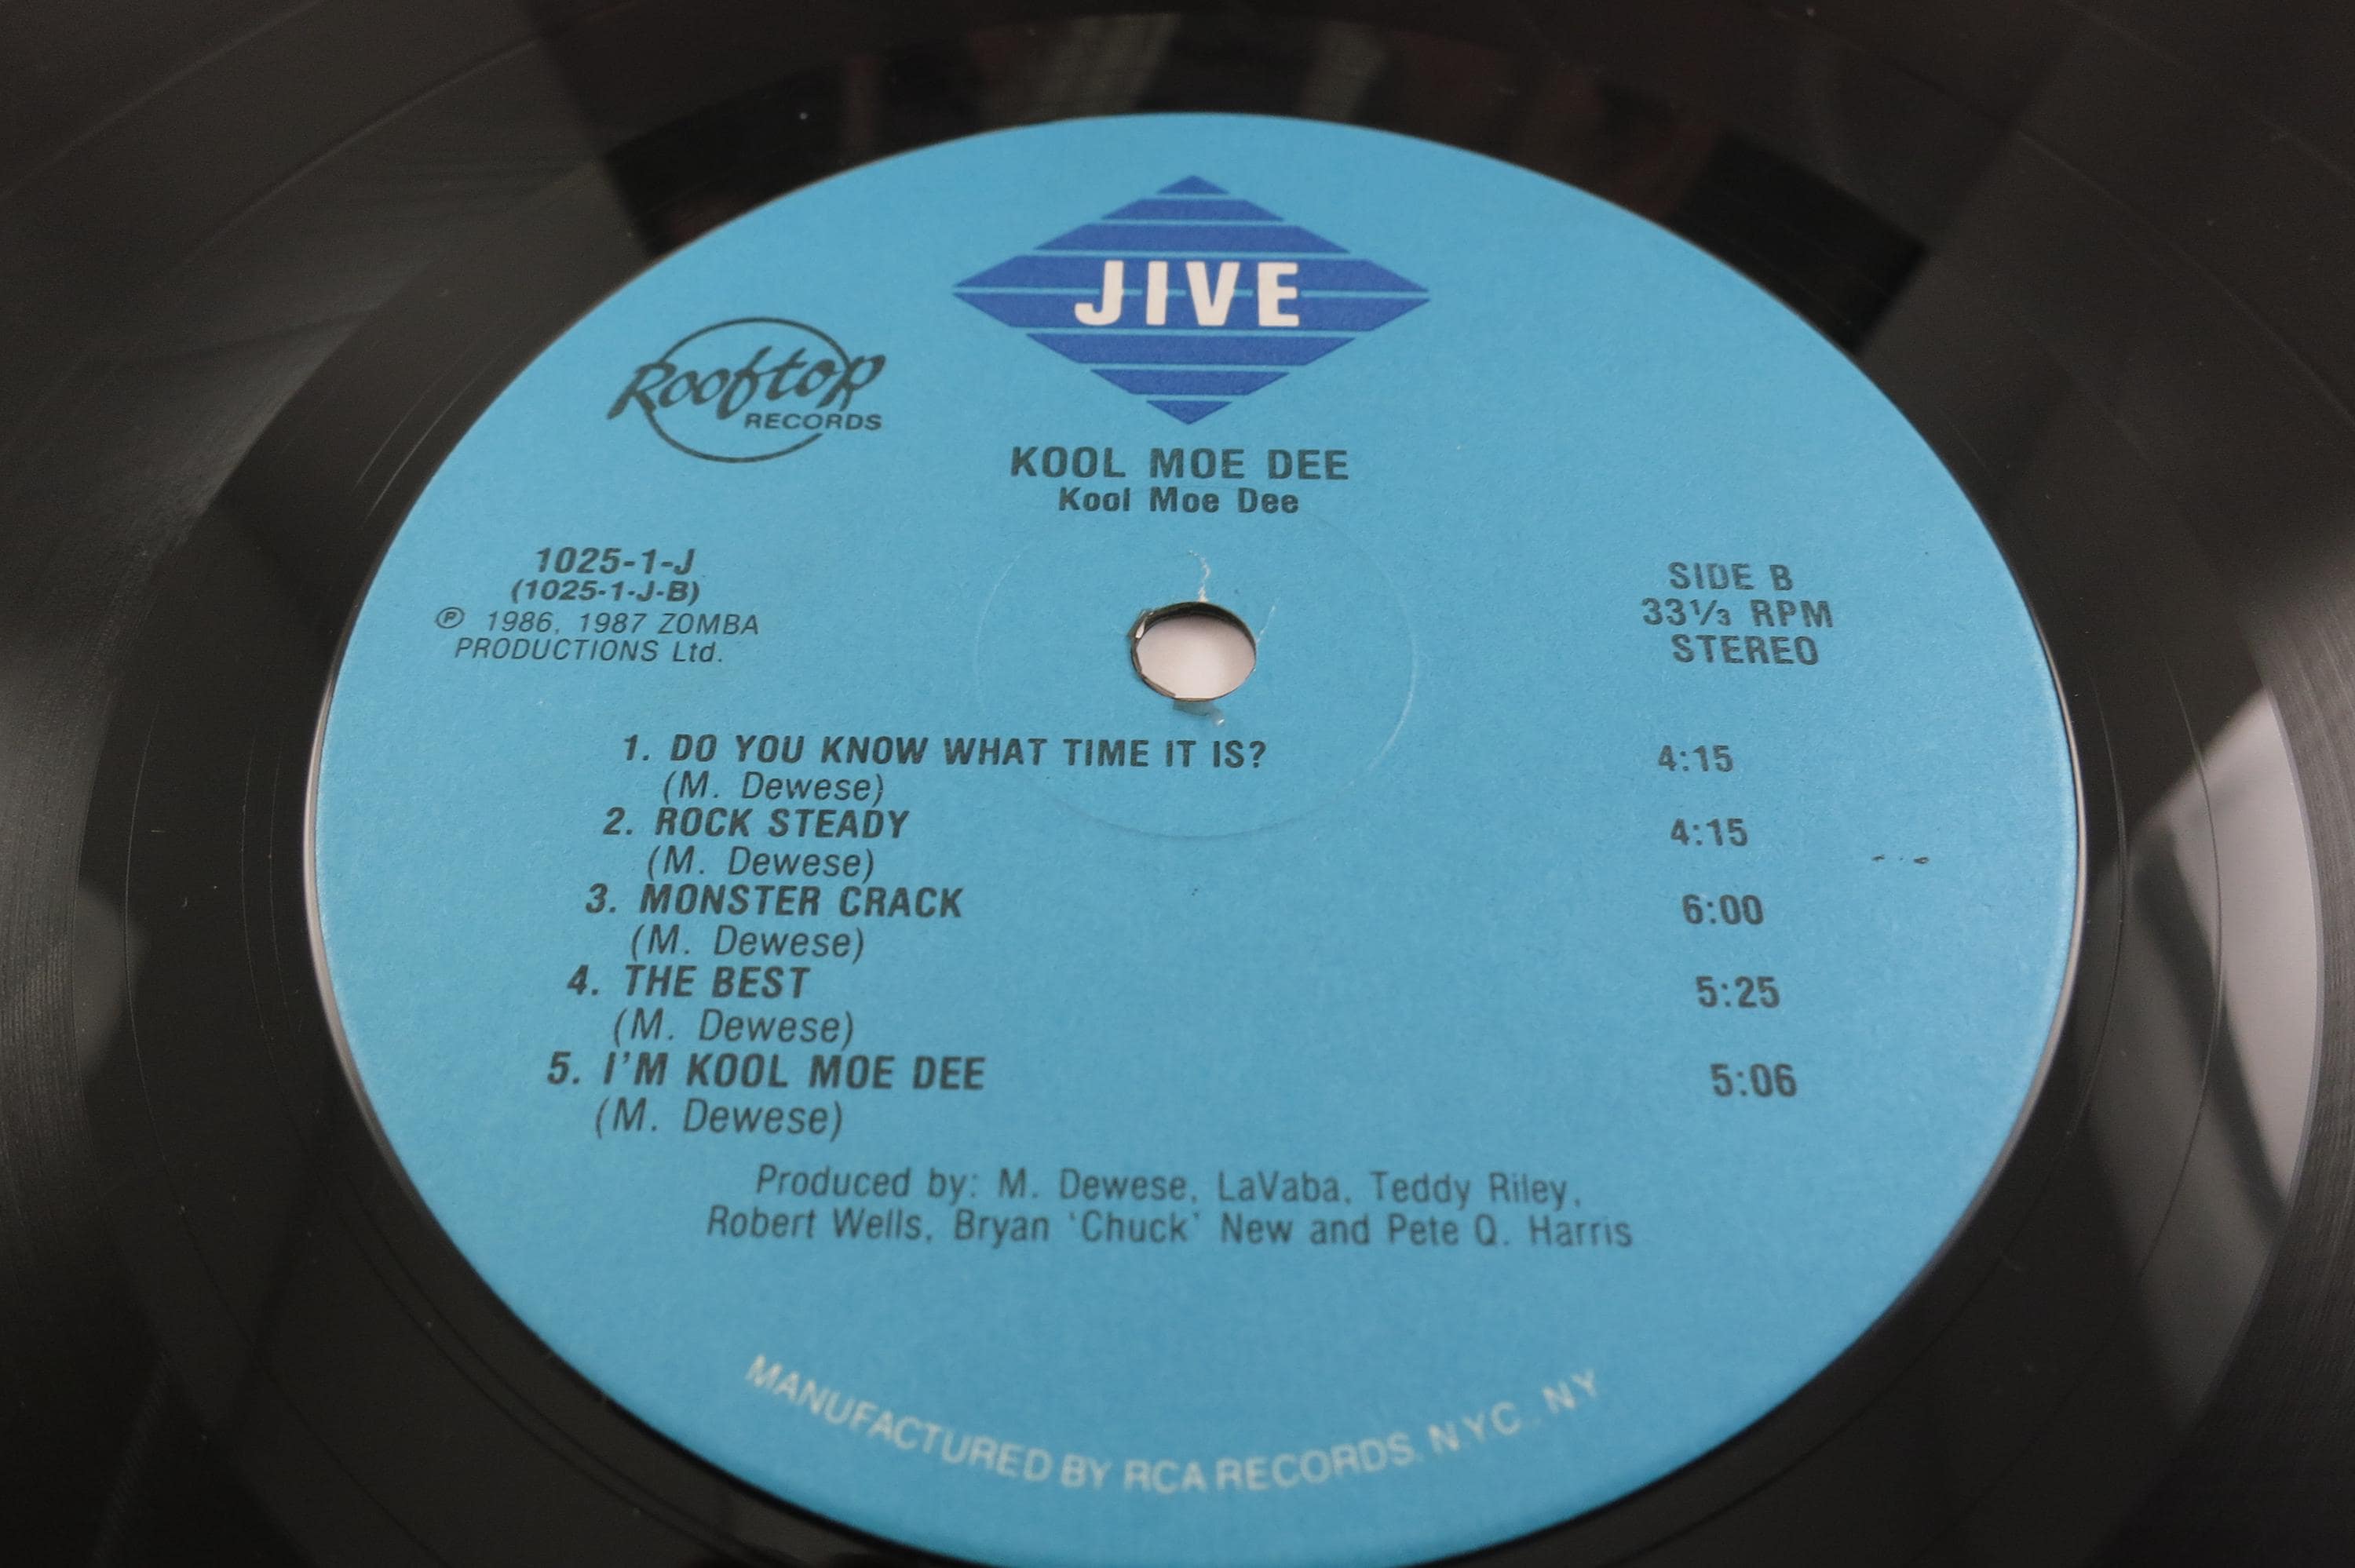 JIVE
Rooftop
RECORDS
KOOL MOE DEE
Kool Moe Dee
1025-1-J
(1025-1-J-B)
℗ 1986, 1987 ZOMBA
PRODUCTIONS Ltd.
SIDE B
33⅓ RPM
STEREO
1. DO YOU KNOW WHAT TIME IT IS? 4:15
(M. Dewese)
2. ROCK STEADY 4:15
(M. Dewese)
3. MONSTER CRACK 6:00
(M. Dewese)
4. THE BEST 5:25
(M. Dewese)
5. I'M KOOL MOE DEE 5:06
(M. Dewese)
Produced by: M. Dewese, LaVaba, Teddy Riley,
Robert Wells, Bryan 'Chuck' New and Pete Q. Harris
MANUFACTURED BY RCA RECORDS, N.Y.C., NY